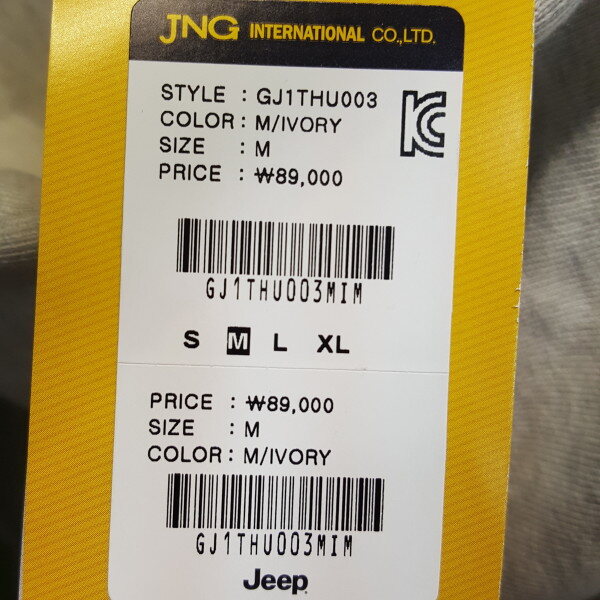 JNG INTERNATIONAL CO.,LTD.
STYLE : GJ1THU003
COLOR : M/IVORY
SIZE : M
PRICE : ₩89,000
KC
GJ1THU003MIM
S M L XL
PRICE : ₩89,000
SIZE : M
COLOR : M/IVORY
GJ1THU003MIM
Jeep